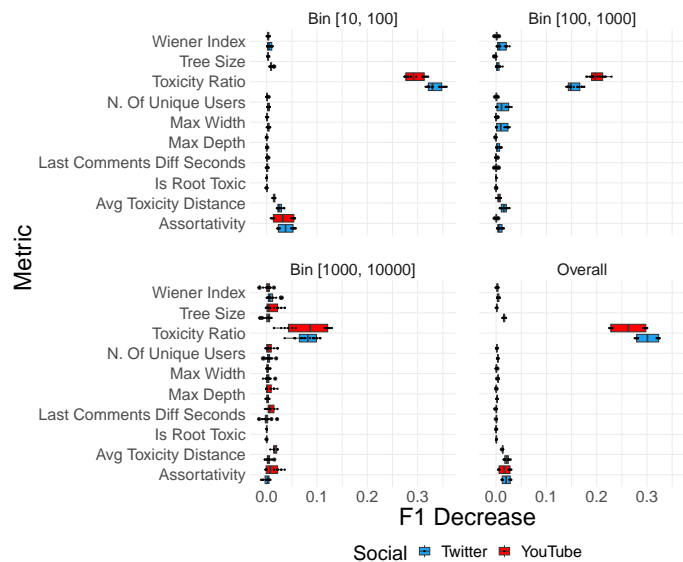 Bin [10, 100]
Bin [100, 1000]
Wiener Index
Tree Size
Toxicity Ratio
N. Of Unique Users
Max Width
Max Depth
Last Comments Diff Seconds
Is Root Toxic
Avg Toxicity Distance
Assortativity
Metric
Bin [1000, 10000]
Overall
Wiener Index
Tree Size
Toxicity Ratio
N. Of Unique Users
Max Width
Max Depth
Last Comments Diff Seconds
Is Root Toxic
Avg Toxicity Distance
Assortativity
0.0 0.1 0.2 0.3
0.0 0.1 0.2 0.3
F1 Decrease
Social Twitter YouTube